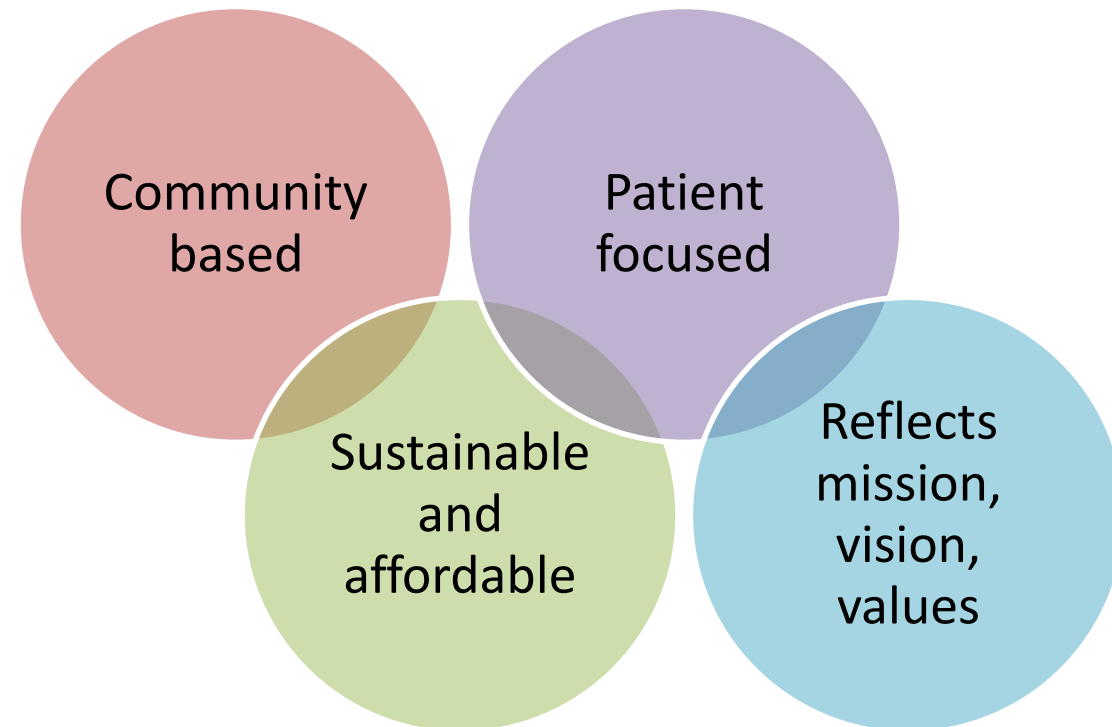 Community
based
Patient
focused
Sustainable
and
affordable
Reflects
mission,
vision,
values